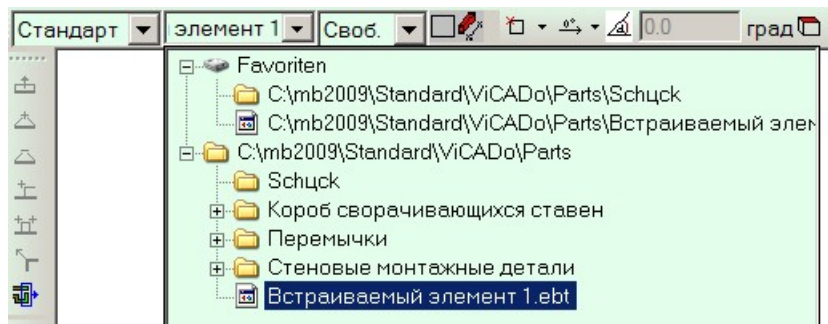 Стандарт элемент 1 Своб. 0.0 град
Favoriten
C:\mb2009\Standard\ViCADo\Parts\Schцck
C:\mb2009\Standard\ViCADo\Parts\Встраиваемый элем
C:\mb2009\Standard\ViCADo\Parts
Schцck
Короб сворачивающихся ставен
Перемычки
Стеновые монтажные детали
Встраиваемый элемент 1.ebt